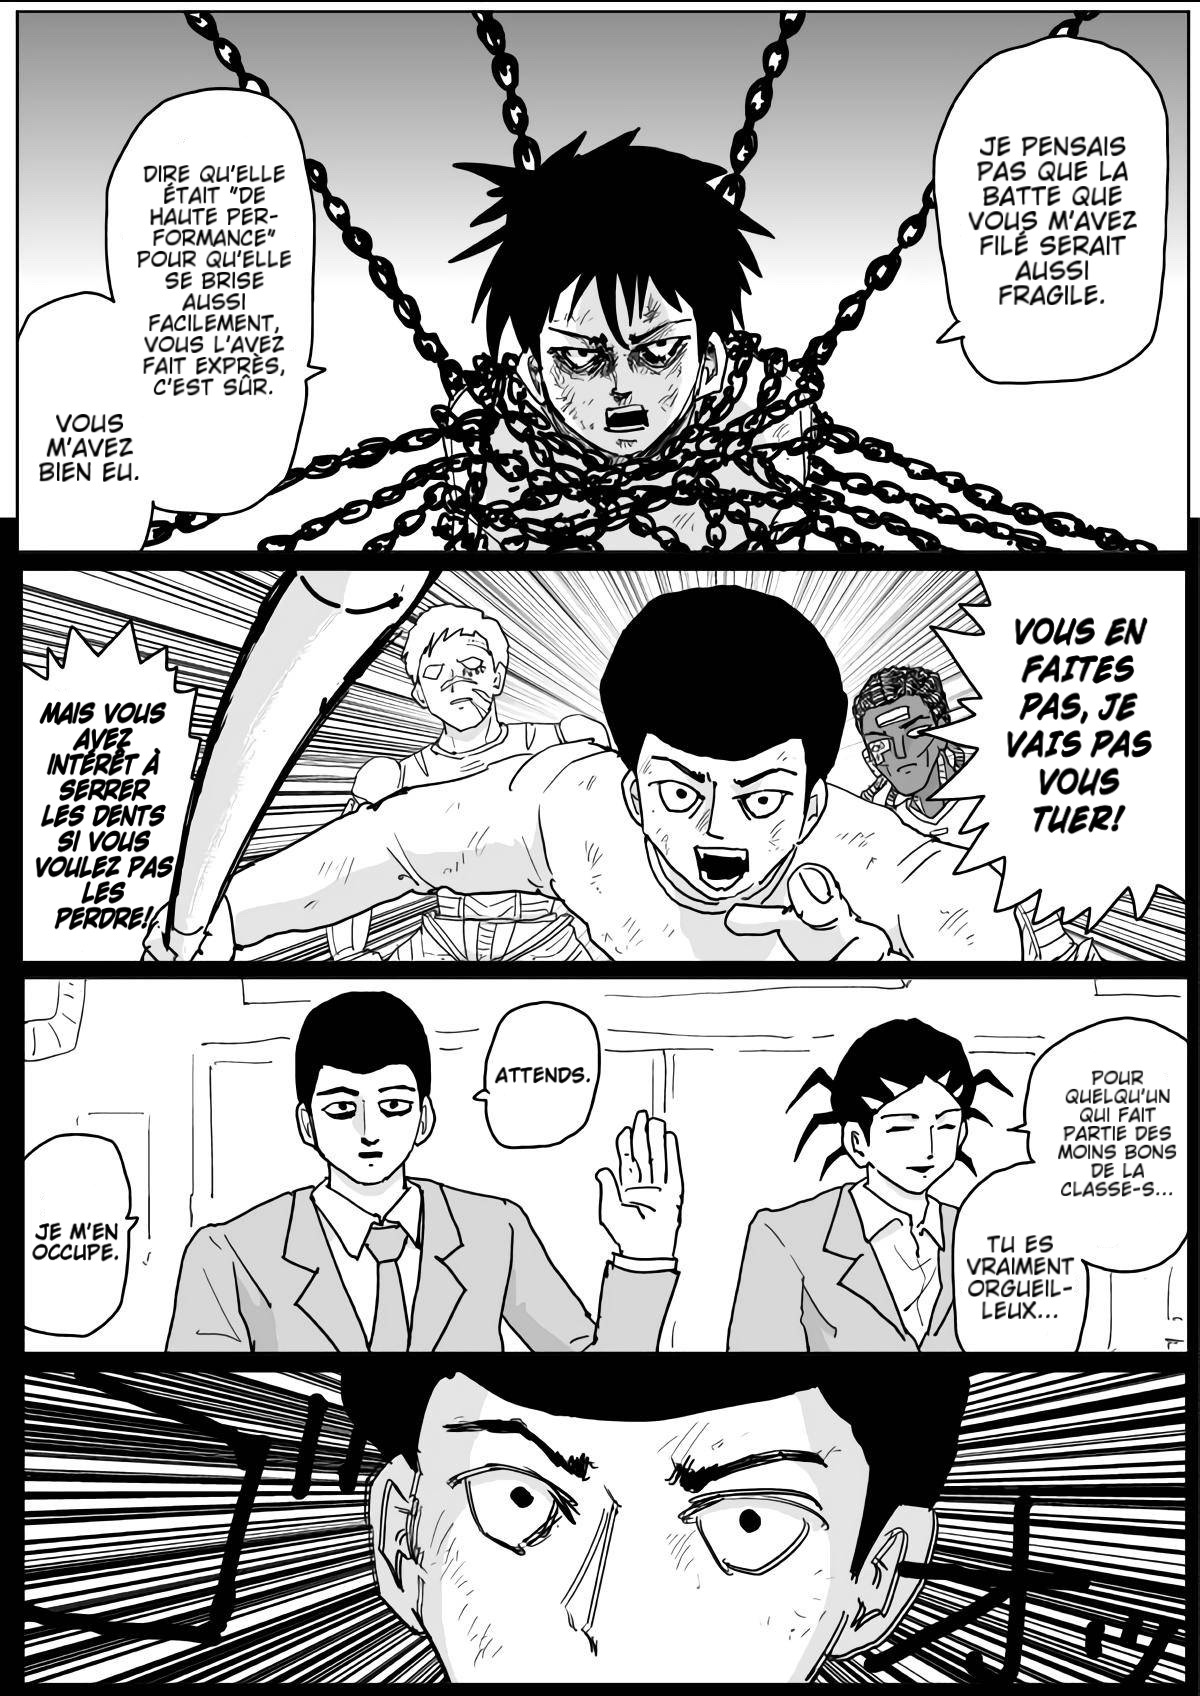 JE PENSAIS
PAS QUE LA
BATTE QUE
VOUS M'AVEZ
FILÉ SERAIT
AUSSI
FRAGILE.
DIRE QU'ELLE
ÉTAIT "DE
HAUTE PER-
FORMANCE"
POUR QU'ELLE
SE BRISE
AUSSI
FACILEMENT,
VOUS L'AVEZ
FAIT EXPRÈS,
C'EST SÛR.
VOUS
M'AVEZ
BIEN EU.
VOUS EN
FAITES
PAS, JE
VAIS PAS
VOUS
TUER!
MAIS VOUS
AVEZ
INTÉRÊT À
SERRER
LES DENTS
SI VOUS
VOULEZ PAS
LES
PERDRE!
POUR
QUELQU'UN
QUI FAIT
PARTIE DES
MOINS BONS
DE LA
CLASSE-S...
TU ES
VRAIMENT
ORGUEIL-
LEUX...
ATTENDS.
JE M'EN
OCCUPE.